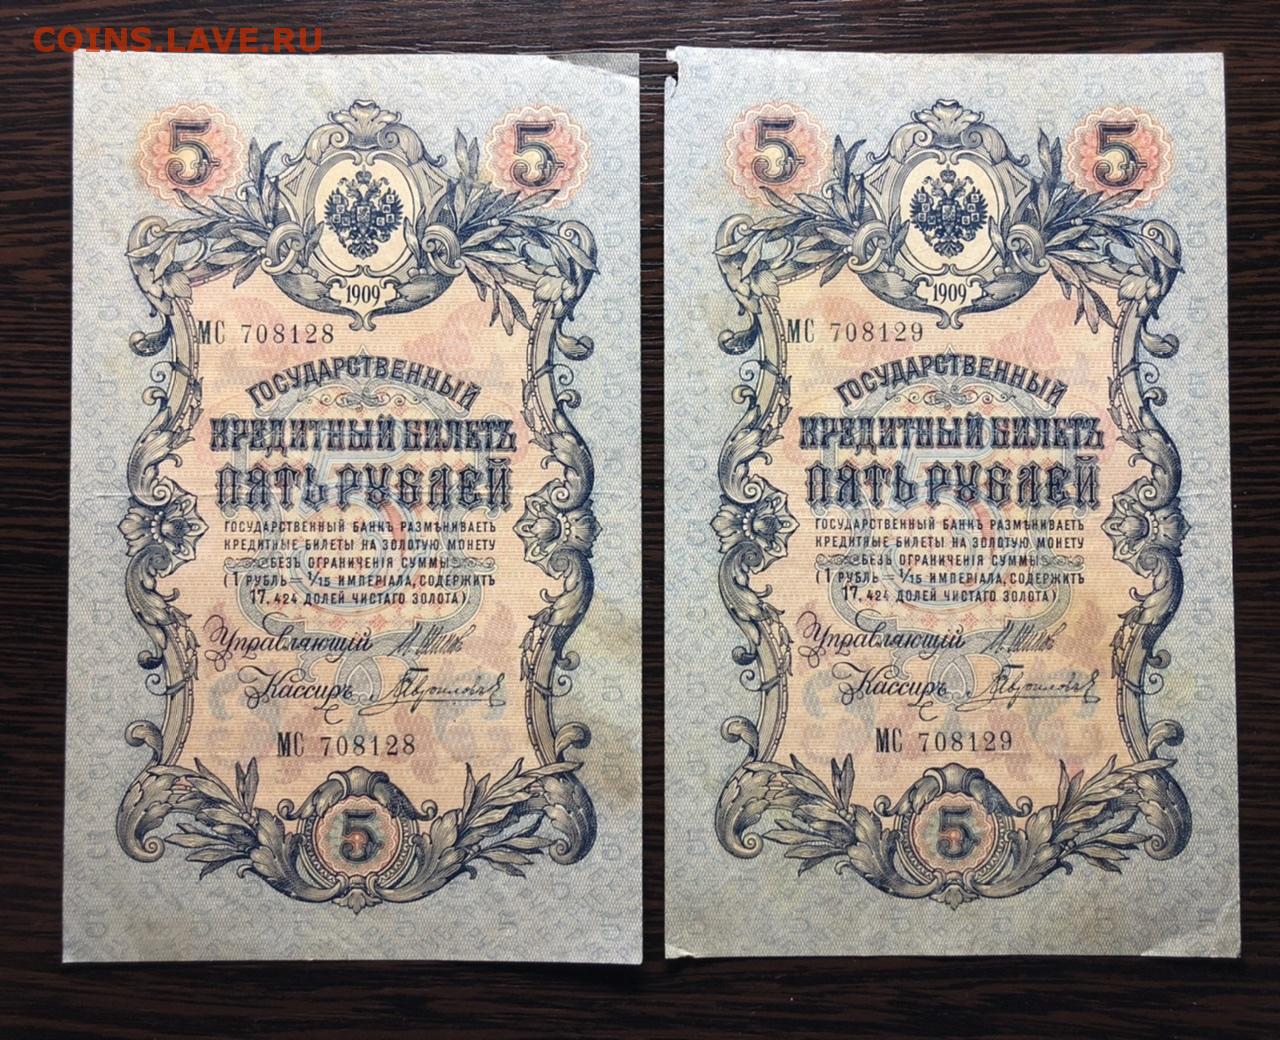 COINS.LAVE.RU
5
5
1909
МС 708128
ГОСУДАРСТВЕННЫЙ
КРЕДИТНЫЙ БИЛЕТЪ
ПЯТЬ РУБЛЕЙ
ГОСУДАРСТВЕННЫЙ БАНКЪ РАЗМѢНИВАЕТЪ
КРЕДИТНЫЕ БИЛЕТЫ НА ЗОЛОТУЮ МОНЕТУ
БЕЗЪ ОГРАНИЧЕНІЯ СУММЫ
(1 РУБЛЬ = 1/15 ИМПЕРІАЛА, СОДЕРЖИТЪ
17,424 ДОЛЕЙ ЧИСТАГО ЗОЛОТА).
Управляющій И. Шипов
Кассиръ Гавриловъ
МС 708128
5
5
5
1909
МС 708129
ГОСУДАРСТВЕННЫЙ
КРЕДИТНЫЙ БИЛЕТЪ
ПЯТЬ РУБЛЕЙ
ГОСУДАРСТВЕННЫЙ БАНКЪ РАЗМѢНИВАЕТЪ
КРЕДИТНЫЕ БИЛЕТЫ НА ЗОЛОТУЮ МОНЕТУ
БЕЗЪ ОГРАНИЧЕНІЯ СУММЫ
(1 РУБЛЬ = 1/15 ИМПЕРІАЛА, СОДЕРЖИТЪ
17,424 ДОЛЕЙ ЧИСТАГО ЗОЛОТА).
Управляющій И. Шипов
Кассиръ Гавриловъ
МС 708129
5